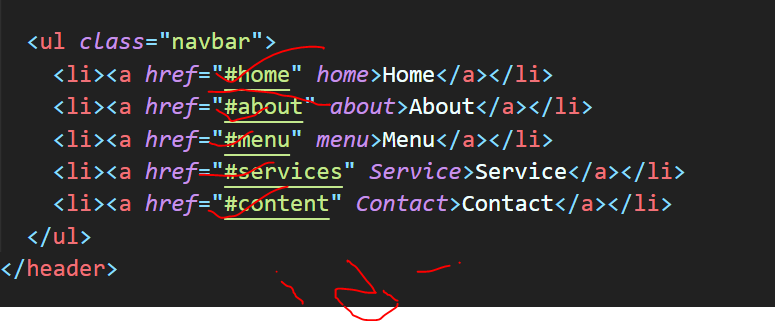 <ul class="navbar">
<li><a href="#home" home>Home</a></li>
<li><a href="#about" about>About</a></li>
<li><a href="#menu" menu>Menu</a></li>
<li><a href="#services" Service>Service</a></li>
<li><a href="#content" Contact>Contact</a></li>
</ul>
</header>